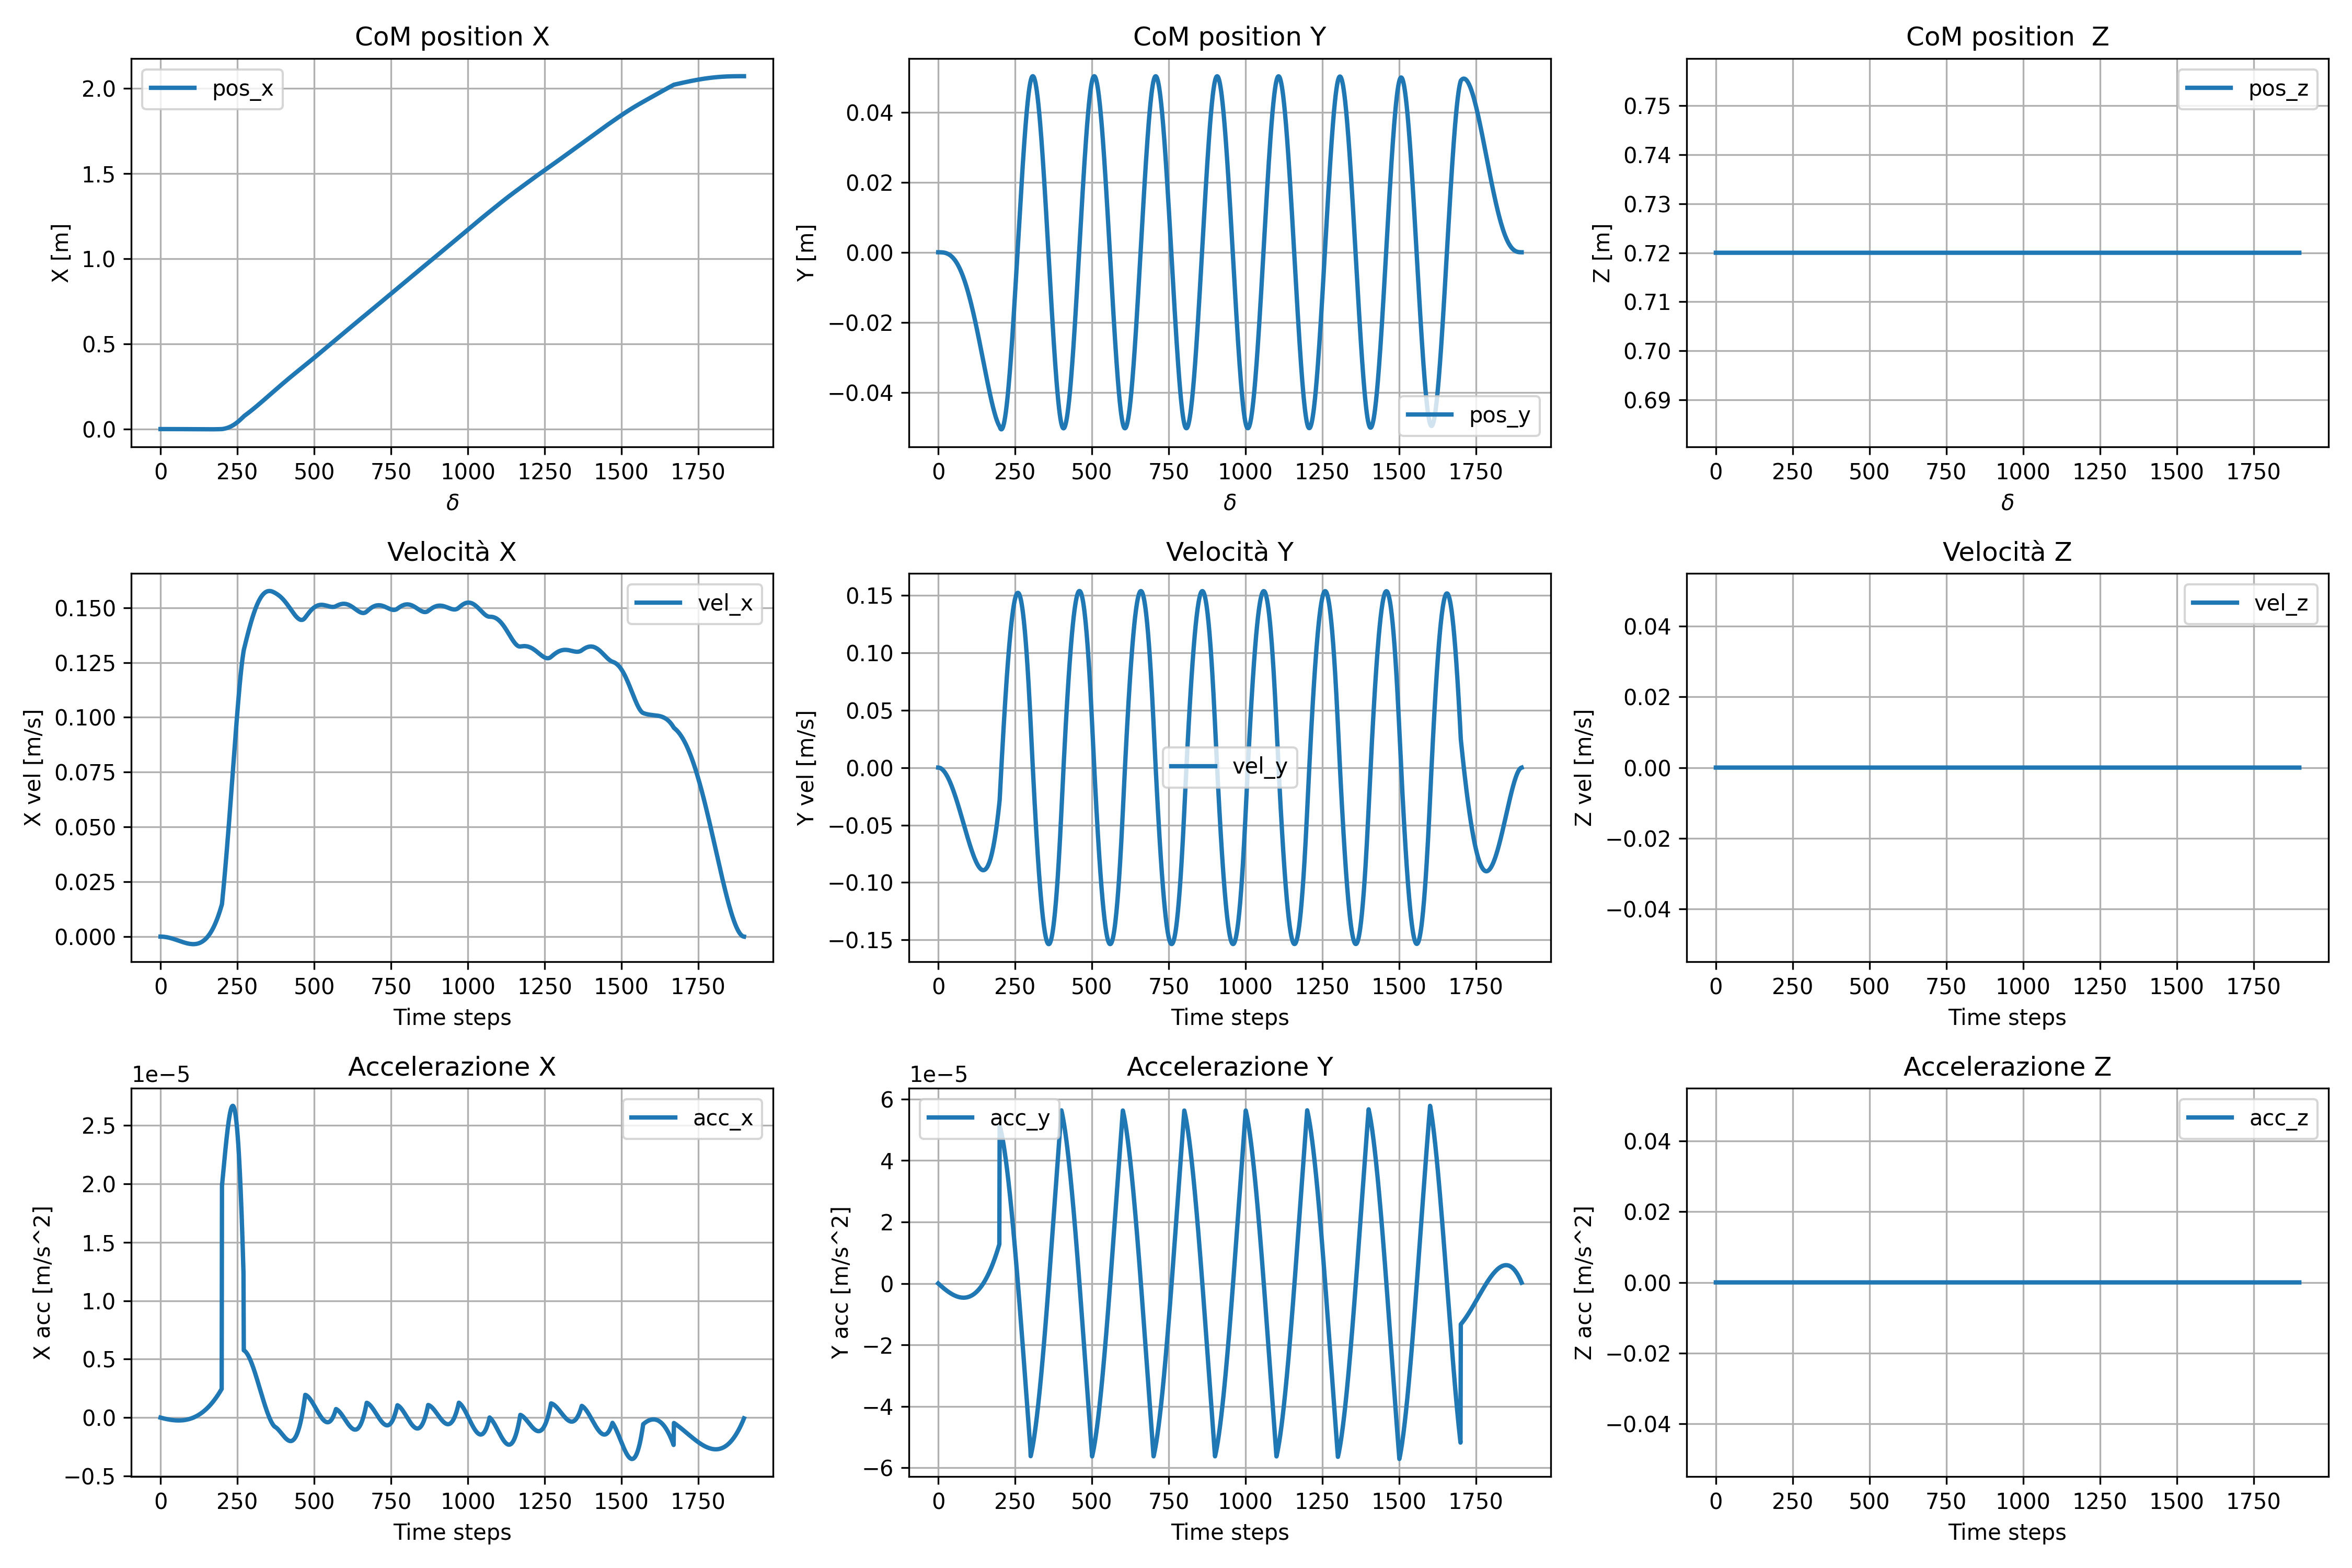 CoM position X
pos_x
X [m]
2.0
1.5
1.0
0.5
0.0
0 250 500 750 1000 1250 1500 1750
δ
CoM position Y
pos_y
Y [m]
0.04
0.02
0.00
−0.02
−0.04
0 250 500 750 1000 1250 1500 1750
δ
CoM position  Z
pos_z
Z [m]
0.75
0.74
0.73
0.72
0.71
0.70
0.69
0 250 500 750 1000 1250 1500 1750
δ
Velocità X
vel_x
X vel [m/s]
0.150
0.125
0.100
0.075
0.050
0.025
0.000
0 250 500 750 1000 1250 1500 1750
Time steps
Velocità Y
vel_y
Y vel [m/s]
0.15
0.10
0.05
0.00
−0.05
−0.10
−0.15
0 250 500 750 1000 1250 1500 1750
Time steps
Velocità Z
vel_z
Z vel [m/s]
0.04
0.02
0.00
−0.02
−0.04
0 250 500 750 1000 1250 1500 1750
Time steps
Accelerazione X
1e−5
acc_x
X acc [m/s^2]
2.5
2.0
1.5
1.0
0.5
0.0
−0.5
0 250 500 750 1000 1250 1500 1750
Time steps
Accelerazione Y
1e−5
acc_y
Y acc [m/s^2]
6
4
2
0
−2
−4
−6
0 250 500 750 1000 1250 1500 1750
Time steps
Accelerazione Z
acc_z
Z acc [m/s^2]
0.04
0.02
0.00
−0.02
−0.04
0 250 500 750 1000 1250 1500 1750
Time steps